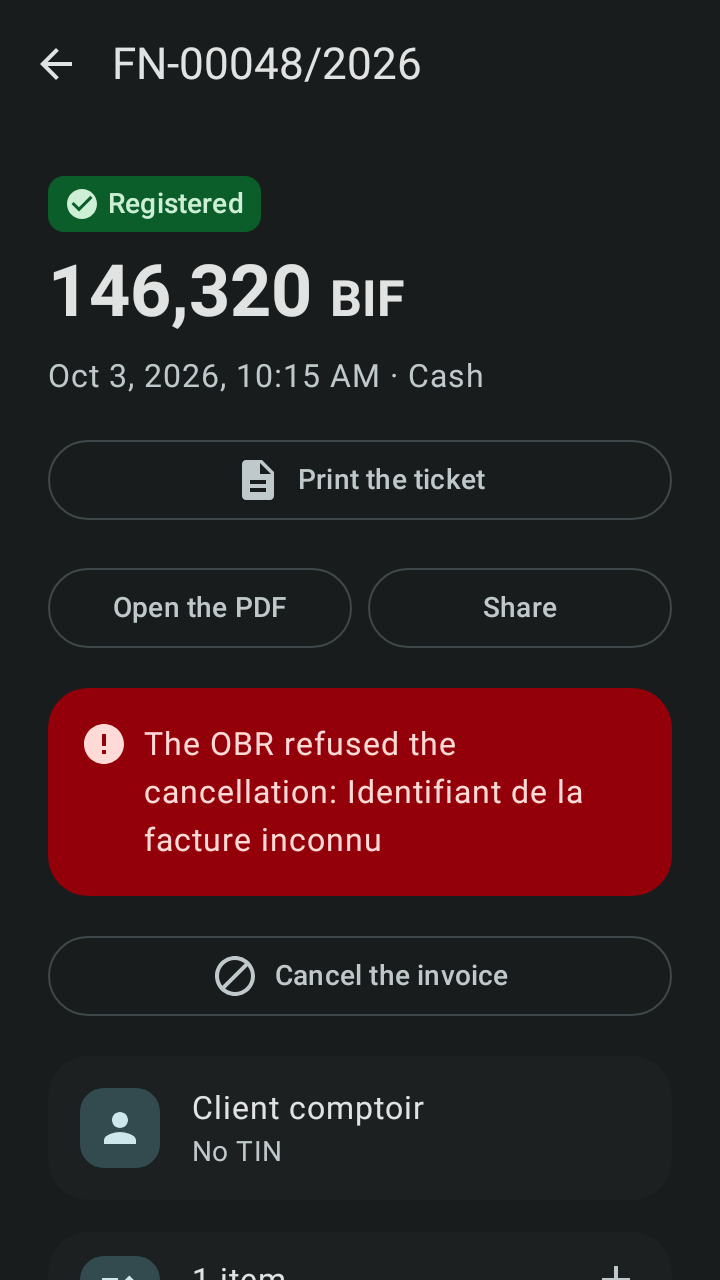 FN-00048/2026
Registered
146,320 BIF
Oct 3, 2026, 10:15 AM · Cash
Print the ticket
Open the PDF
Share
The OBR refused the
cancellation: Identifiant de la
facture inconnu
Cancel the invoice
Client comptoir
No TIN
1 item